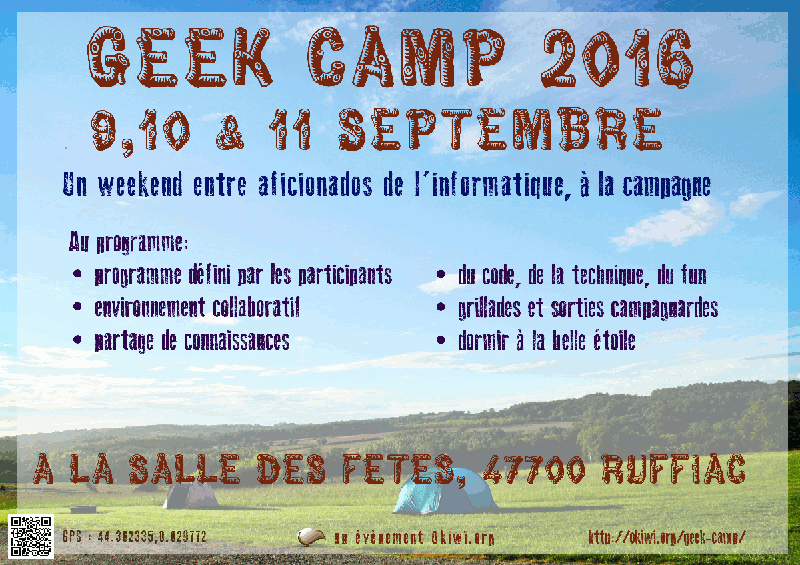 GEEK CAMP 2016
9,10 & 11 SEPTEMBRE
Un weekend entre aficionados de l'informatique, à la campagne
Au programme:
• programme défini par les participants
• environnement collaboratif
• partage de connaissances
• du code, de la technique, du fun
• grillades et sorties campagnardes
• dormir à la belle étoile
A LA SALLE DES FETES, 47700 RUFFIAC
GPS : 44.362335,0.029772
un évènement Okiwi.org
http://okiwi.org/geek-camp/